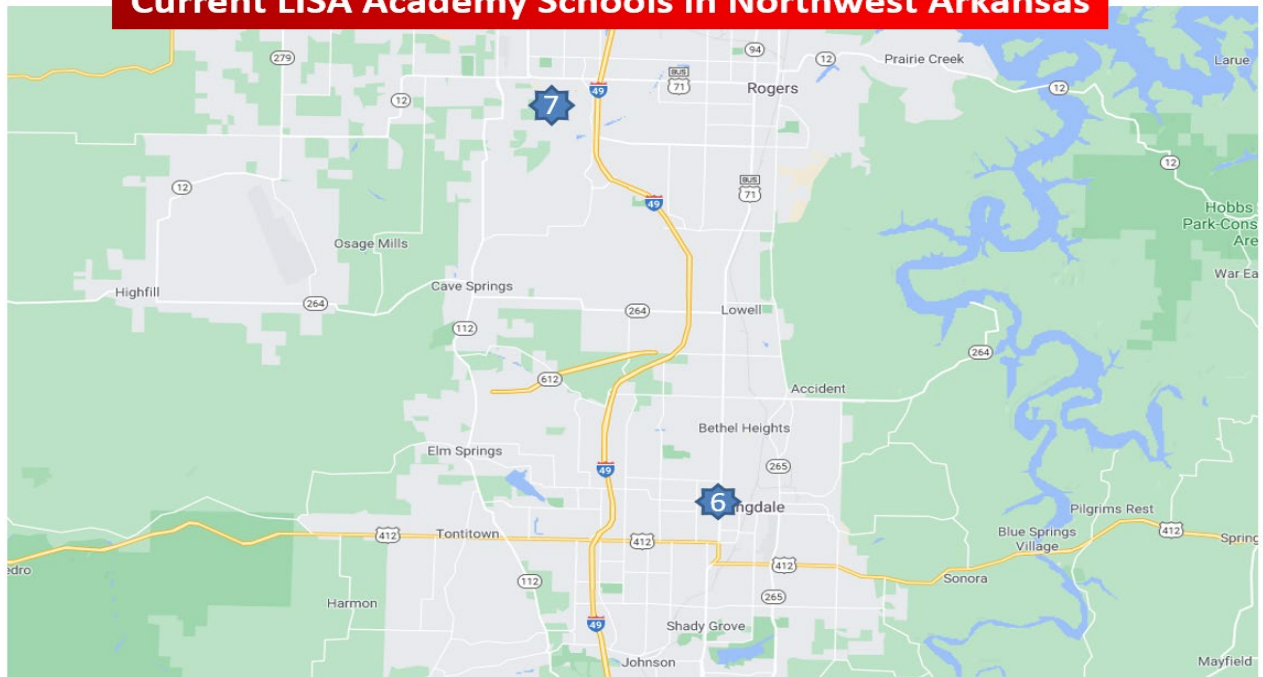 Current LISA Academy Schools in Northwest Arkansas
279
94
12
Prairie Creek
Larue
BUS
71
49
Rogers
12
12
7
12
BUS
71
12
49
Hobbs
Park-Cons
Are
Osage Mills
War Ea
Highfill
264
Cave Springs
264
Lowell
112
264
612
Accident
Bethel Heights
Elm Springs
265
49
6
ngdale
Pilgrims Rest
412
Tontitown
412
Blue Springs
Village
412
Spring
edro
412
Sonora
112
Harmon
265
49
Shady Grove
Johnson
Mayfield